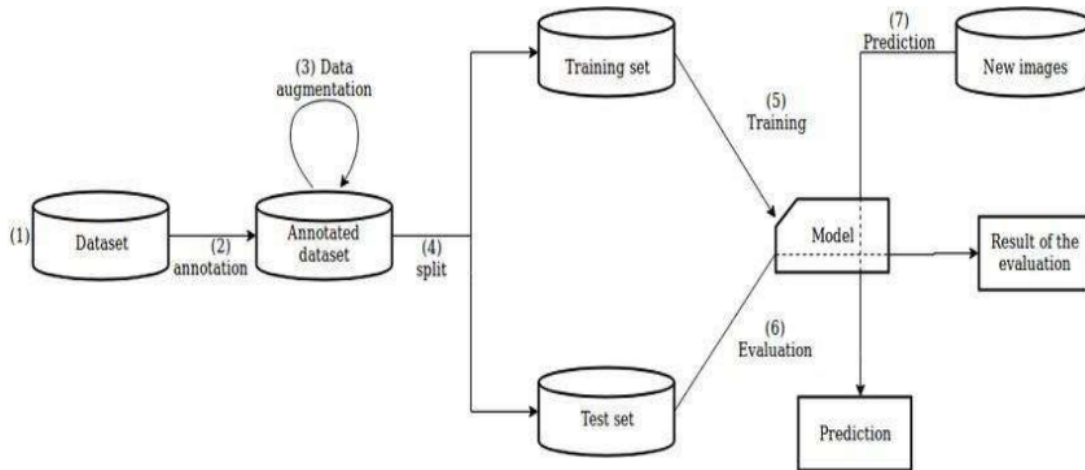 (1)
Dataset
(2)
annotation
(3) Data
augmentation
Annotated
dataset
(4)
split
Training set
Test set
(5)
Training
(6)
Evaluation
(7)
Prediction
New images
Model
Result of the
evaluation
Prediction